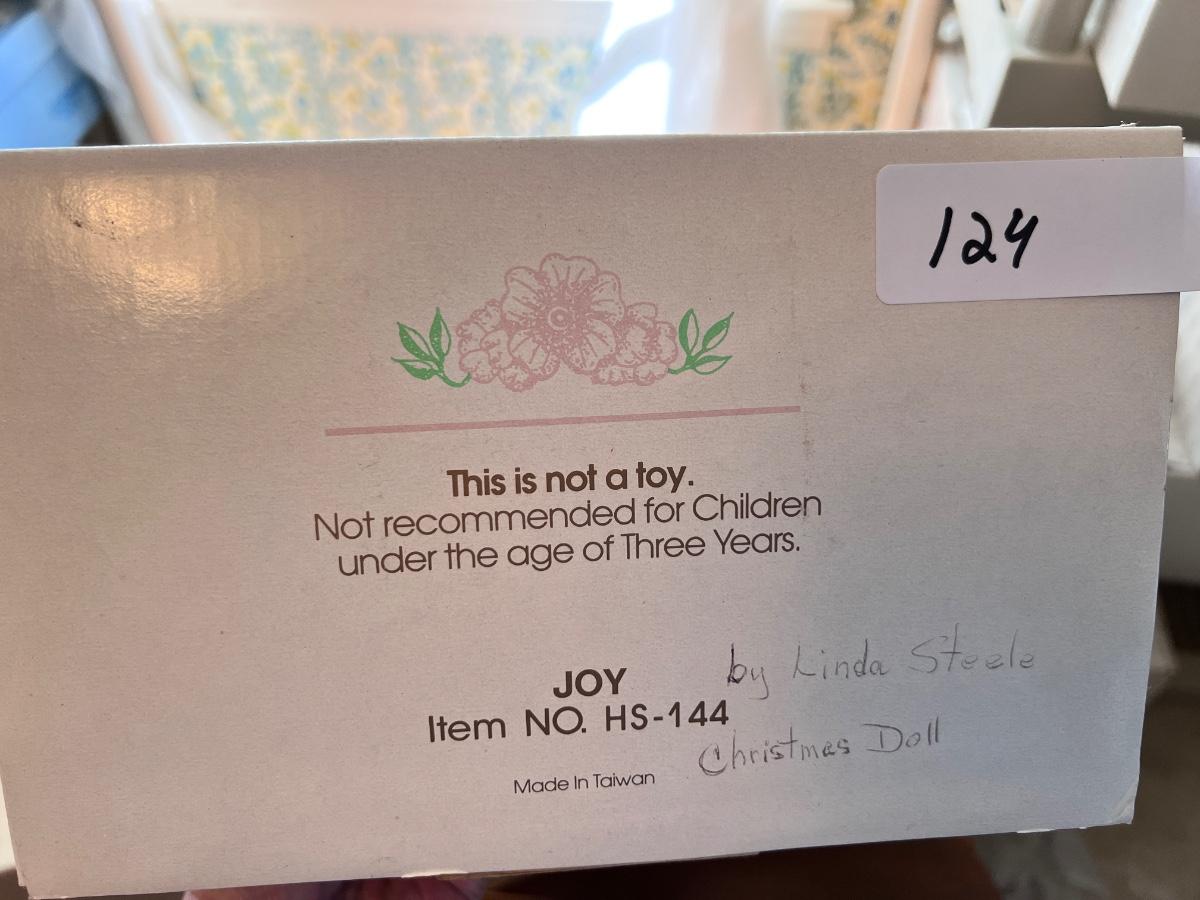 124
This is not a toy.
Not recommended for Children
under the age of Three Years.
JOY by Linda Steele
Item NO. HS-144
Christmas Doll
Made In Taiwan